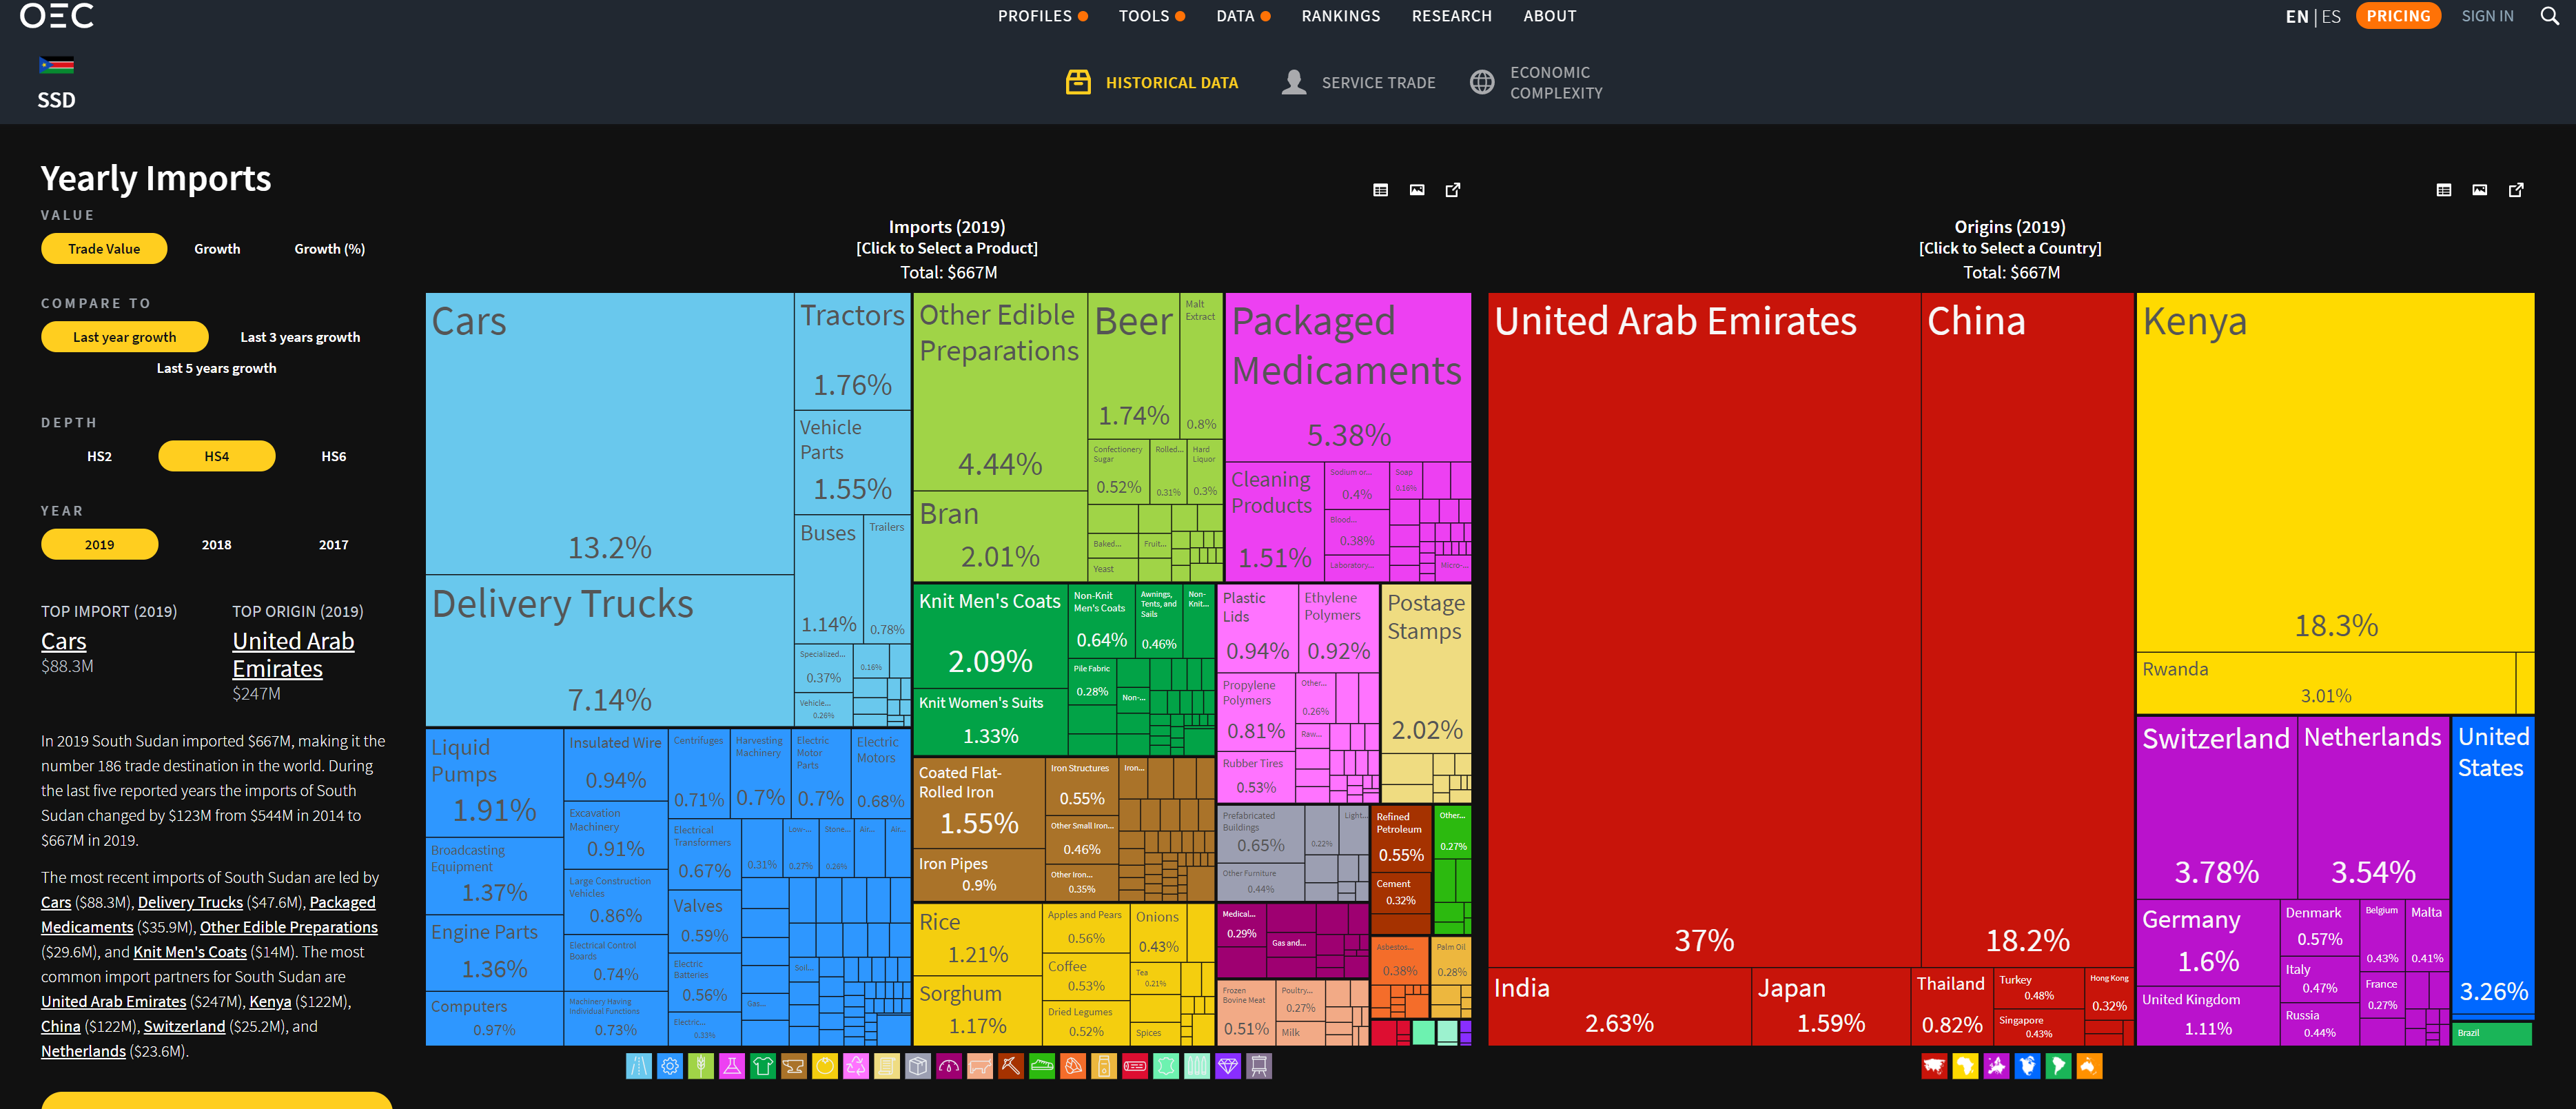 OEC
PROFILES
TOOLS
DATA
RANKINGS
RESEARCH
ABOUT
EN | ES
PRICING
SIGN IN
SSD
HISTORICAL DATA
SERVICE TRADE
ECONOMIC
COMPLEXITY
Yearly Imports
VALUE
Trade Value
Growth
Growth (%)
COMPARE TO
Last year growth
Last 3 years growth
Last 5 years growth
DEPTH
HS2
HS4
HS6
YEAR
2019
2018
2017
TOP IMPORT (2019)
Cars
$88.3M
TOP ORIGIN (2019)
United Arab
Emirates
$247M
In 2019 South Sudan imported $667M, making it the
number 186 trade destination in the world. During
the last five reported years the imports of South
Sudan changed by $123M from $544M in 2014 to
$667M in 2019.
The most recent imports of South Sudan are led by
Cars ($88.3M), Delivery Trucks ($47.6M), Packaged
Medicaments ($35.9M), Other Edible Preparations
($29.6M), and Knit Men's Coats ($14M). The most
common import partners for South Sudan are
United Arab Emirates ($247M), Kenya ($122M),
China ($122M), Switzerland ($25.2M), and
Netherlands ($23.6M).
Imports (2019)
[Click to Select a Product]
Total: $667M
Cars
13.2%
Delivery Trucks
7.14%
Tractors
1.76%
Vehicle
Parts
1.55%
Buses
1.14%
Trailers
0.78%
Specialized...
0.37%
0.16%
Vehicle...
0.26%
Liquid
Pumps
1.91%
Broadcasting
Equipment
1.37%
Engine Parts
1.36%
Computers
0.97%
Insulated Wire
0.94%
Excavation
Machinery
0.91%
Large Construction
Vehicles
0.86%
Electrical Control
Boards
0.74%
Machinery Having
Individual Functions
0.73%
Centrifuges
0.71%
Harvesting
Machinery
0.7%
Electric
Motor
Parts
0.7%
Electric
Motors
0.68%
Electrical
Transformers
0.67%
Valves
0.59%
Electric
Batteries
0.56%
Electric...
0.33%
0.31%
Low-...
0.27%
Stone...
0.26%
Air...
Air...
Soil...
Gas...
Other Edible
Preparations
4.44%
Bran
2.01%
Beer
1.74%
Malt
Extract
0.8%
Confectionery
Sugar
0.52%
Rolled...
0.31%
Hard
Liquor
0.3%
Baked...
Fruit...
Yeast
Packaged
Medicaments
5.38%
Cleaning
Products
1.51%
Sodium or...
0.4%
Blood...
0.38%
Laboratory...
Soap
0.16%
Micro-...
Knit Men's Coats
2.09%
Knit Women's Suits
1.33%
Non-Knit
Men's Coats
0.64%
Awnings,
Tents, and
Sails
0.46%
Non-
Knit...
Pile Fabric
0.28%
Non-...
Plastic
Lids
0.94%
Ethylene
Polymers
0.92%
Propylene
Polymers
0.81%
Rubber Tires
0.53%
Other...
0.26%
Raw...
Postage
Stamps
2.02%
Coated Flat-
Rolled Iron
1.55%
Iron Pipes
0.9%
Iron Structures
0.55%
Other Small Iron...
0.46%
Other Iron...
0.35%
Iron...
Prefabricated
Buildings
0.65%
Other Furniture
0.44%
0.22%
Light...
Refined
Petroleum
0.55%
Cement
0.32%
Other...
0.27%
Rice
1.21%
Sorghum
1.17%
Apples and Pears
0.56%
Coffee
0.53%
Dried Legumes
0.52%
Onions
0.43%
Tea
0.21%
Spices
Medical...
0.29%
Gas and...
Asbestos...
0.38%
Palm Oil
0.28%
Frozen
Bovine Meat
0.51%
Poultry...
0.27%
Milk
Origins (2019)
[Click to Select a Country]
Total: $667M
United Arab Emirates
37%
China
18.2%
India
2.63%
Japan
1.59%
Thailand
0.82%
Turkey
0.48%
Singapore
0.43%
Hong Kong
0.32%
Kenya
18.3%
Rwanda
3.01%
Switzerland
3.78%
Netherlands
3.54%
Germany
1.6%
United Kingdom
1.11%
Denmark
0.57%
Italy
0.47%
Russia
0.44%
Belgium
0.43%
Malta
0.41%
France
0.27%
United
States
3.26%
Brazil